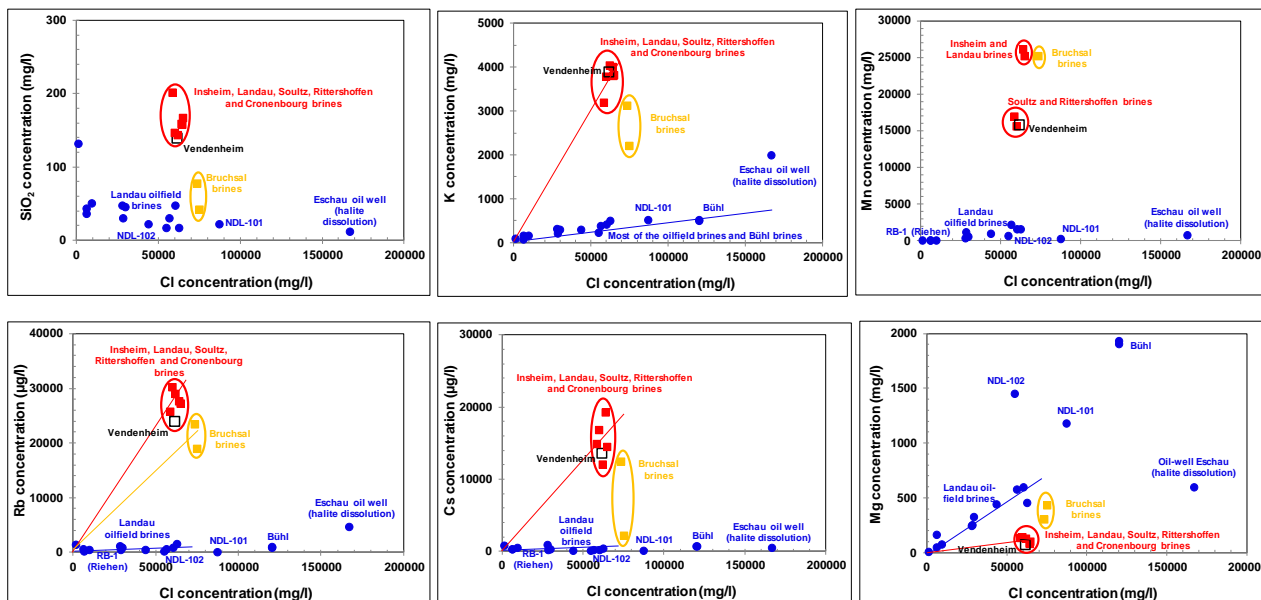 300
200
100
0
SiO2 concentration (mg/l)
Insheim, Landau, Soultz, Rittershoffen
and Cronenbourg brines
Vendenheim
Landau oilfield
brines
Bruchsal
brines
NDL-102
NDL-101
Eschau oil well
(halite
dissolution)
0 50000 100000 150000 200000
Cl concentration (mg/l)
5000
4000
3000
2000
1000
0
K concentration (mg/l)
Insheim, Landau, Soultz, Rittershoffen
and Cronenbourg brines
Vendenheim
Bruchsal
brines
Eschau oil well
(halite dissolution)
NDL-101
Bühl
Most of the oilfield brines and Bühl brines
0 50000 100000 150000 200000
Cl concentration (mg/l)
30000
25000
20000
15000
10000
5000
0
Mn concentration (mg/l)
Insheim and
Landau brines
Bruchsal
brines
Soultz and Rittershoffen brines
Vendenheim
Landau
oilfield brines
RB-1 (Riehen)
NDL-102
NDL-101
Eschau oil well
(halite dissolution)
0 50000 100000 150000 200000
Cl concentration (mg/l)
40000
30000
20000
10000
0
Rb concentration (µg/l)
Insheim, Landau, Soultz,
Rittershoffen and Cronenbourg
brines
Vendenheim
Bruchsal
brines
Landau
oilfield brines
RB-1
(Riehen)
NDL-102
NDL-101
Bühl
Eschau oil well
(halite dissolution)
0 50000 100000 150000 200000
Cl concentration (mg/l)
30000
20000
10000
0
Cs concentration (µg/l)
Insheim, Landau, Soultz, Rittershoffen
and Cronenbourg brines
Vendenheim
Bruchsal
brines
Landau
oilfield
brines
RB-1
(Riehen)
NDL-102
NDL-101
Bühl
Eschau oil well
(halite dissolution)
0 50000 100000 150000 200000
Cl concentration (mg/l)
2000
1500
1000
500
0
Mg concentration (mg/l)
Bühl
NDL-102
NDL-101
Oil-well Eschau
(halite dissolution)
Landau oil-
field brines
Bruchsal
brines
Vendenheim
Insheim, Landau, Soultz, Rittershoffen
and Cronenbourg brines
0 50000 100000 150000 200000
Cl concentration (mg/l)